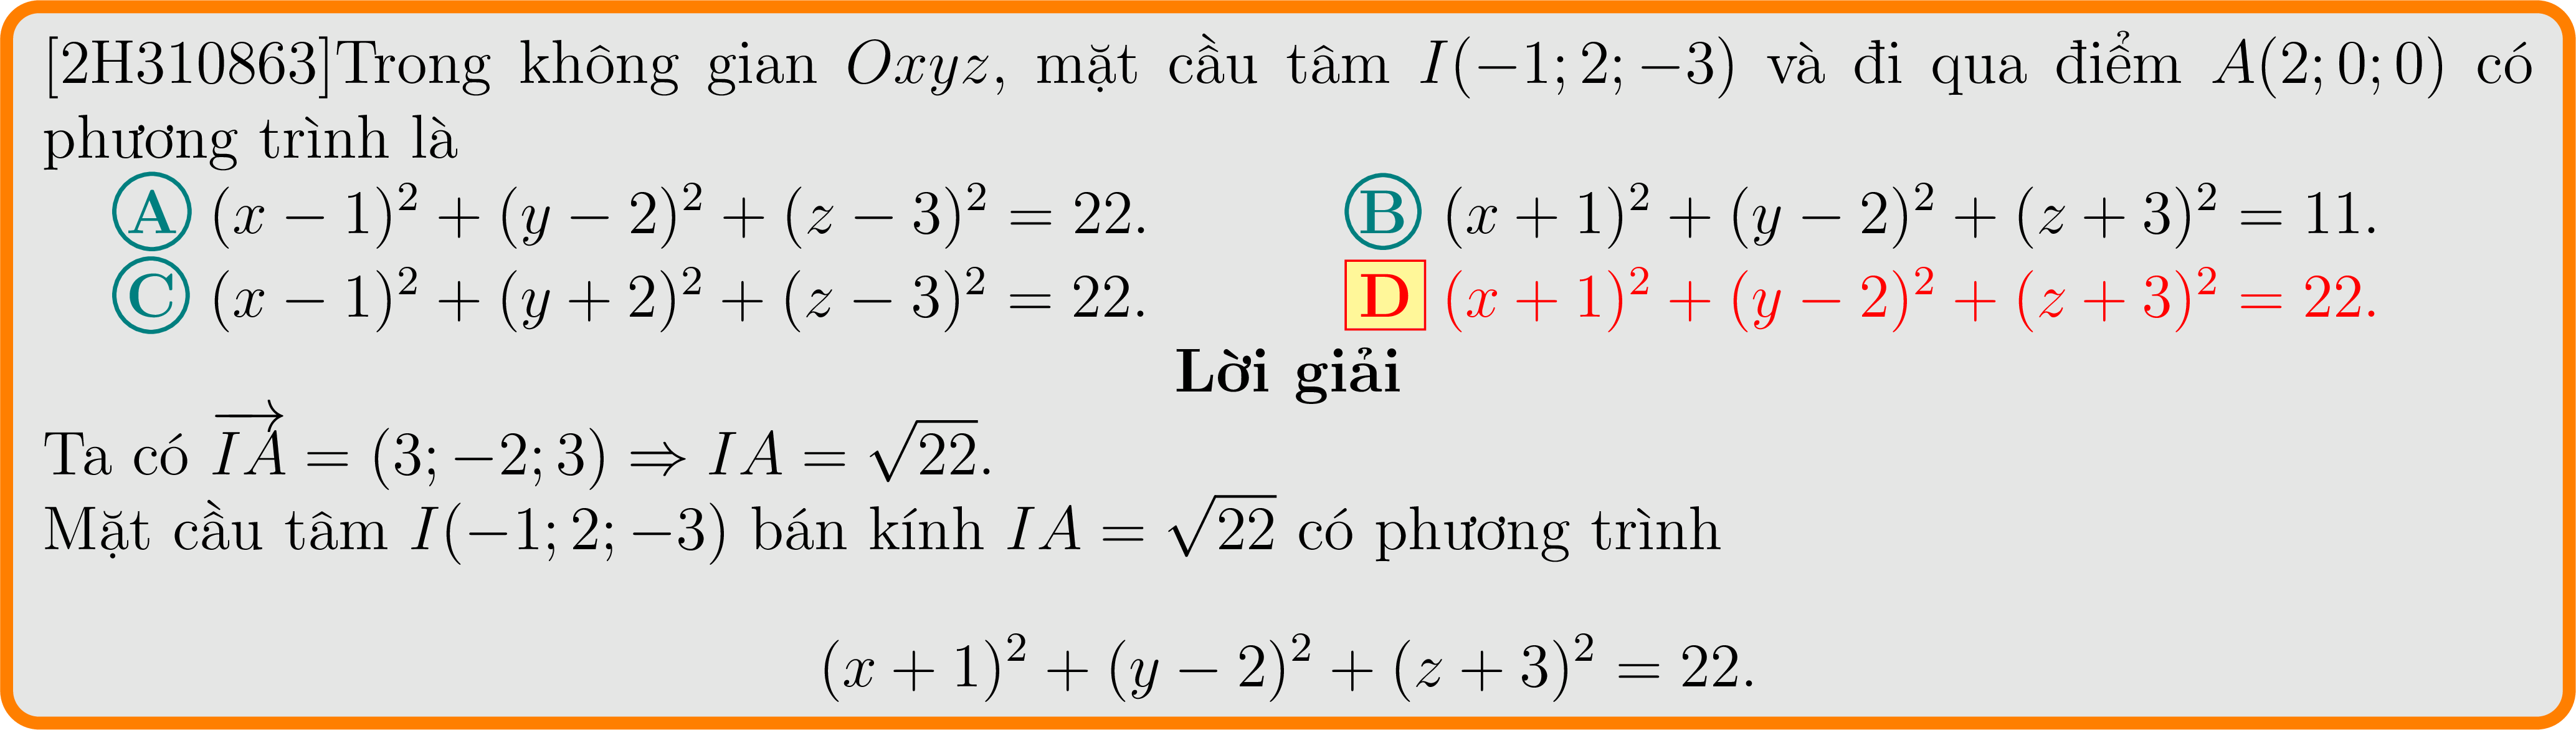 [2H310863]Trong không gian Oxyz, mặt cầu tâm I(−1; 2; −3) và đi qua điểm A(2; 0; 0) có
phương trình là
A (x − 1)² + (y − 2)² + (z − 3)² = 22. B (x + 1)² + (y − 2)² + (z + 3)² = 11.
C (x − 1)² + (y + 2)² + (z − 3)² = 22. D (x + 1)² + (y − 2)² + (z + 3)² = 22.
Lời giải
Ta có \overrightarrow{IA} = (3; −2; 3) ⇒ IA = √22.
Mặt cầu tâm I(−1; 2; −3) bán kính IA = √22 có phương trình
(x + 1)² + (y − 2)² + (z + 3)² = 22.